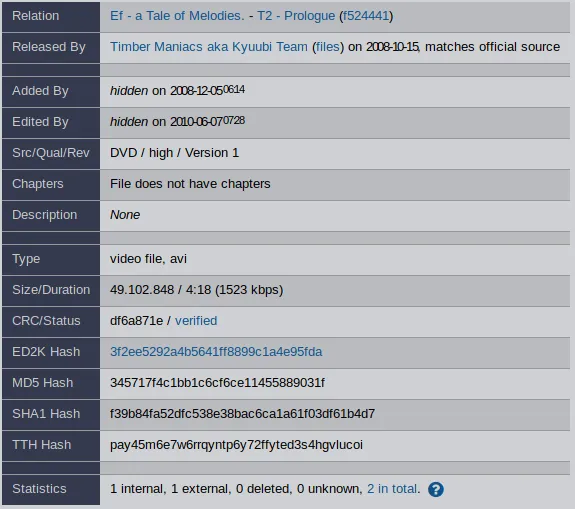 Relation Ef - a Tale of Melodies. - T2 - Prologue (f524441)
Released By Timber Maniacs aka Kyuubi Team (files) on 2008-10-15, matches official source
Added By hidden on 2008-12-05 06:14
Edited By hidden on 2010-06-07 07:28
Src/Qual/Rev DVD / high / Version 1
Chapters File does not have chapters
Description None
Type video file, avi
Size/Duration 49.102.848 / 4:18 (1523 kbps)
CRC/Status df6a871e / verified
ED2K Hash 3f2ee5292a4b5641ff8899c1a4e95fda
MD5 Hash 345717f4c1bb1c6cf6ce11455889031f
SHA1 Hash f39b84fa52dfc538e38bac6ca1a61f03df61b4d7
TTH Hash pay45m6e7w6rrqyntp6y72ffyted3s4hgvlucoi
Statistics 1 internal, 1 external, 0 deleted, 0 unknown, 2 in total. ?